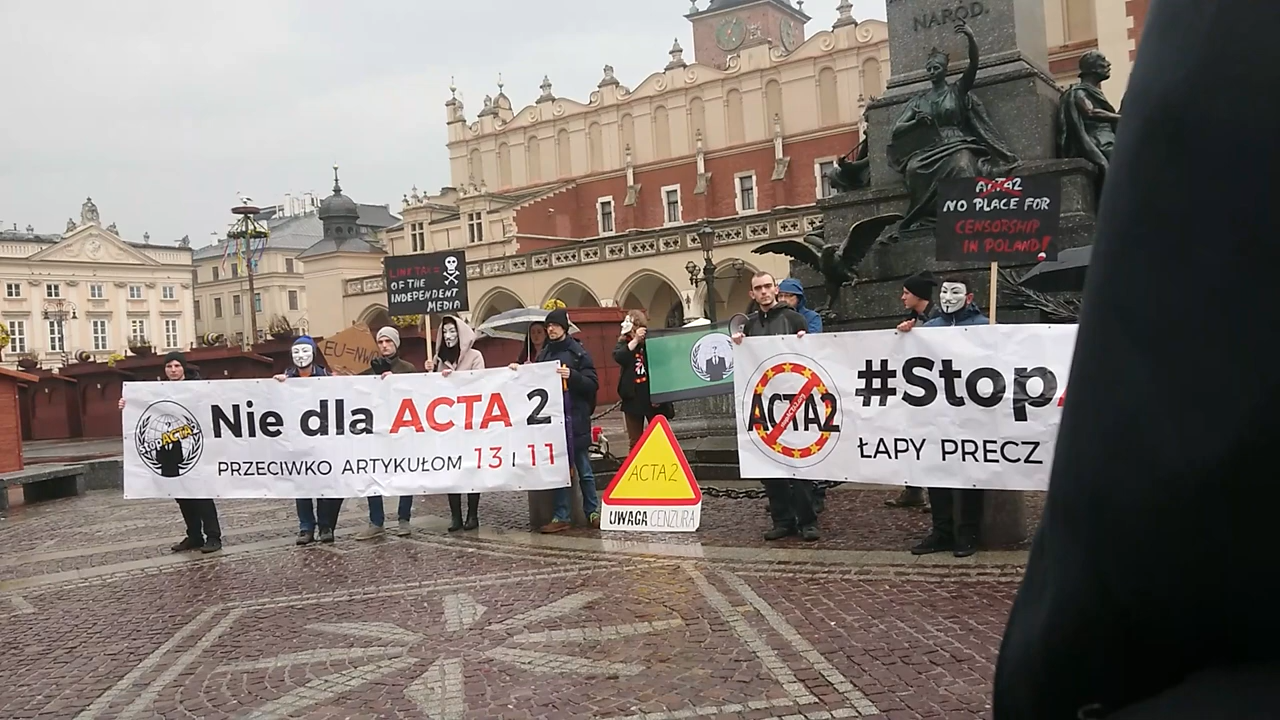 NAROD.
ACTA2
NO PLACE FOR
CENSORSHIP
IN POLAND!
LINK TAX =
OF THE
INDEPENDENT
MEDIA
EU=NWO
StopACTA2
Nie dla ACTA 2
PRZECIWKO ARTYKUŁOM 13 I 11
ACTA2
#Stop
ŁAPY PRECZ
ACTA2
UWAGA CENZURA